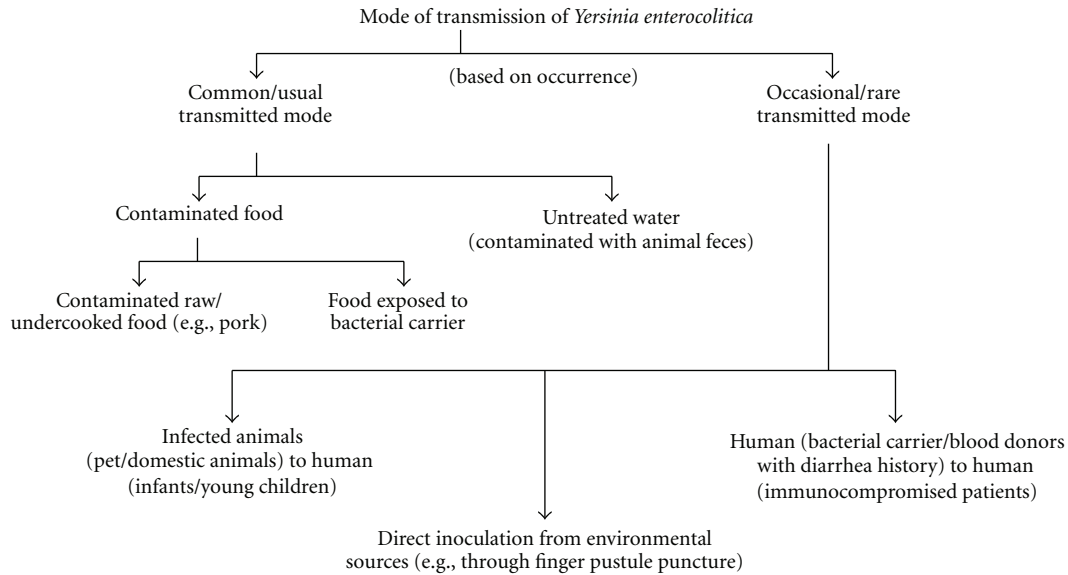 Mode of transmission of Yersinia enterocolitica
(based on occurrence)
Common/usual
transmitted mode
Occasional/rare
transmitted mode
Contaminated food
Untreated water
(contaminated with animal feces)
Contaminated raw/
undercooked food (e.g., pork)
Food exposed to
bacterial carrier
Infected animals
(pet/domestic animals) to human
(infants/young children)
Human (bacterial carrier/blood donors
with diarrhea history) to human
(immunocompromised patients)
Direct inoculation from environmental
sources (e.g., through finger pustule puncture)